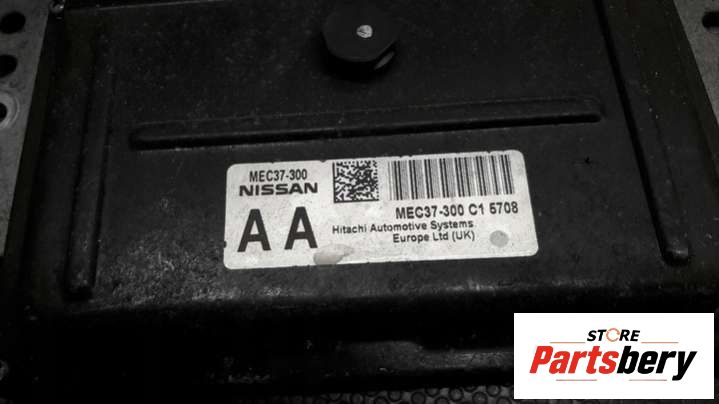 MEC37-300
NISSAN
AA
MEC37-300 C1 5708
Hitachi Automotive Systems
Europe Ltd (UK)
STORE
Partsbery